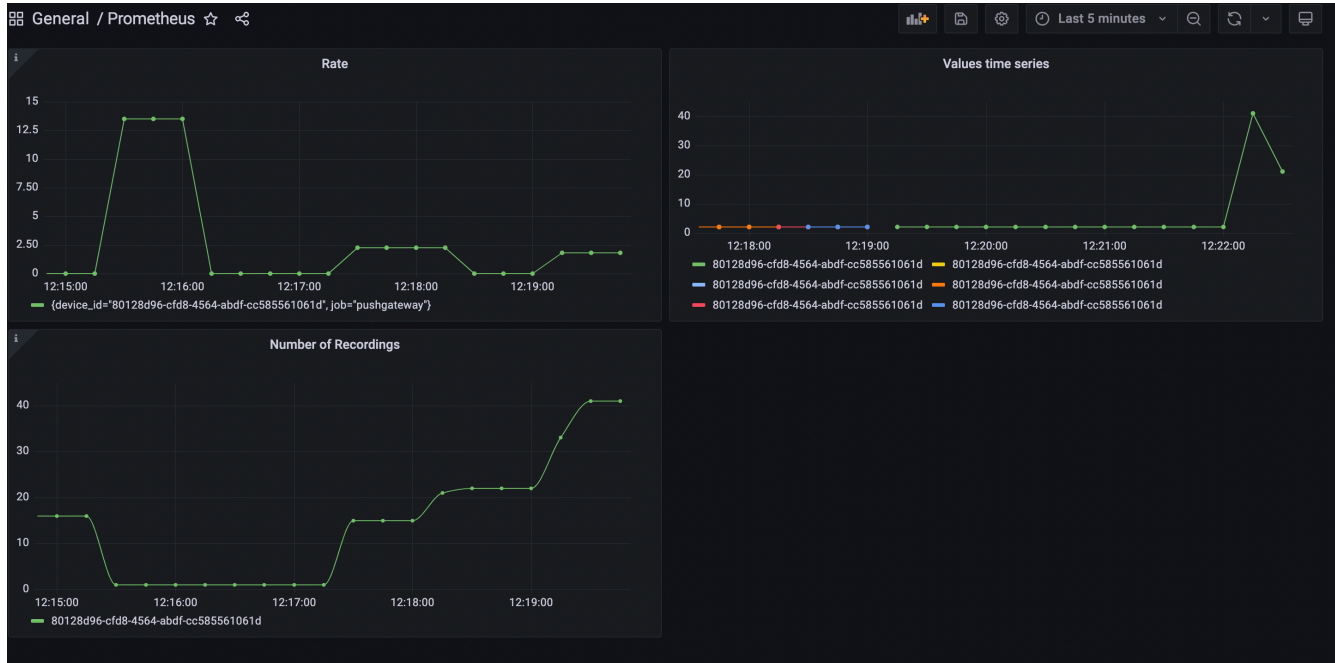 General / Prometheus
Last 5 minutes
i
Rate
15
12.5
10
7.50
5
2.50
0
12:15:00 12:16:00 12:17:00 12:18:00 12:19:00
{device_id="80128d96-cfd8-4564-abdf-cc585561061d", job="pushgateway"}
Values time series
40
30
20
10
0
12:18:00 12:19:00 12:20:00 12:21:00 12:22:00
80128d96-cfd8-4564-abdf-cc585561061d 80128d96-cfd8-4564-abdf-cc585561061d
80128d96-cfd8-4564-abdf-cc585561061d 80128d96-cfd8-4564-abdf-cc585561061d
80128d96-cfd8-4564-abdf-cc585561061d 80128d96-cfd8-4564-abdf-cc585561061d
i
Number of Recordings
40
30
20
10
0
12:15:00 12:16:00 12:17:00 12:18:00 12:19:00
80128d96-cfd8-4564-abdf-cc585561061d